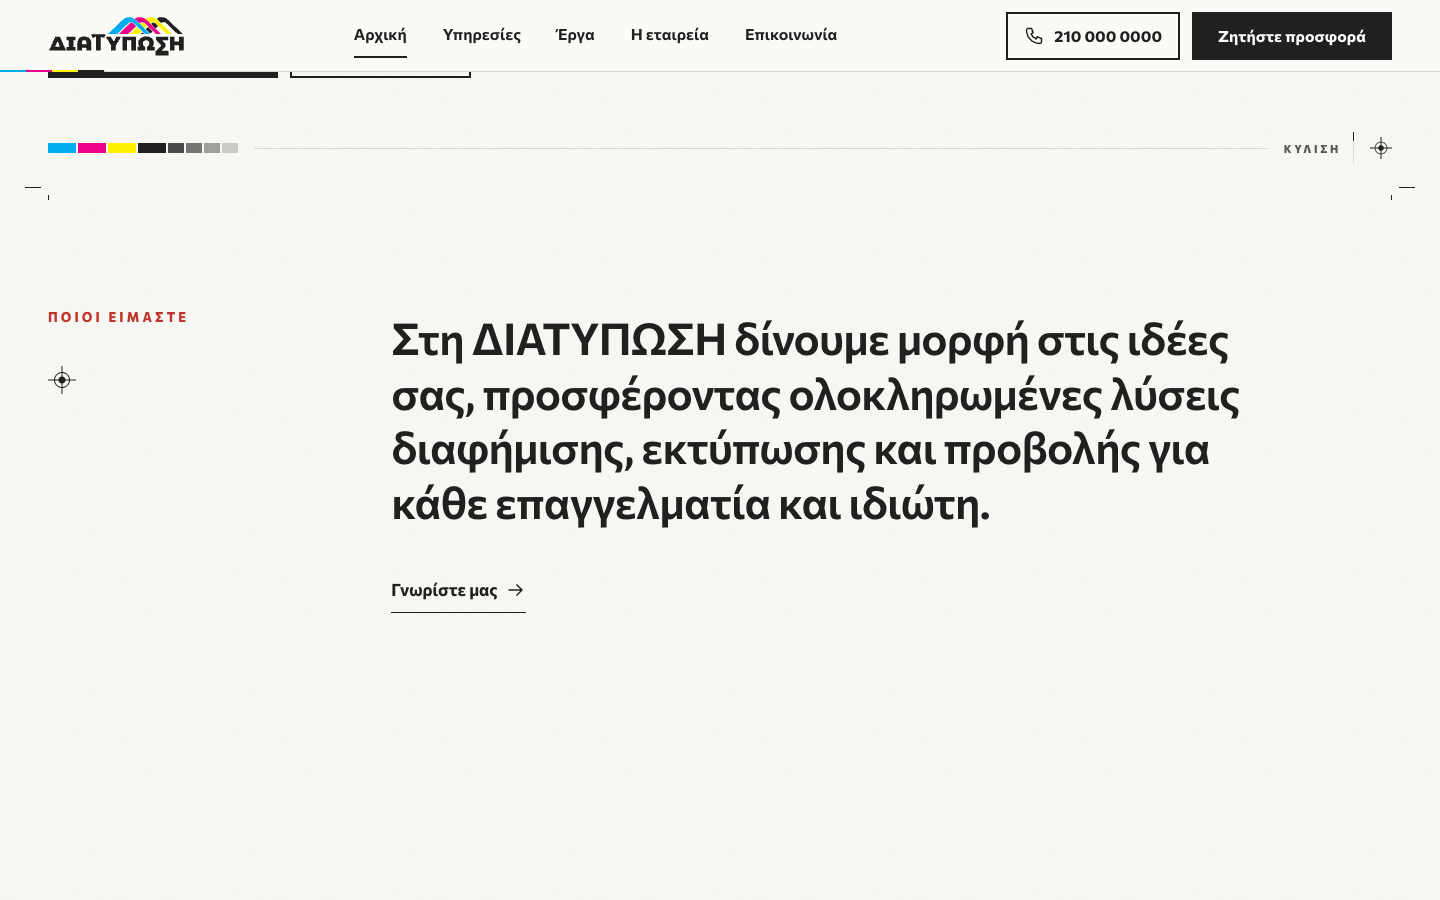 ΔΙΑΤΥΠΩΣΗ
Αρχική
Υπηρεσίες
Έργα
Η εταιρεία
Επικοινωνία
210 000 0000
Ζητήστε προσφορά
ΚΥΛΙΣΗ
ΠΟΙΟΙ ΕΙΜΑΣΤΕ
Στη ΔΙΑΤΥΠΩΣΗ δίνουμε μορφή στις ιδέες
σας, προσφέροντας ολοκληρωμένες λύσεις
διαφήμισης, εκτύπωσης και προβολής για
κάθε επαγγελματία και ιδιώτη.
Γνωρίστε μας